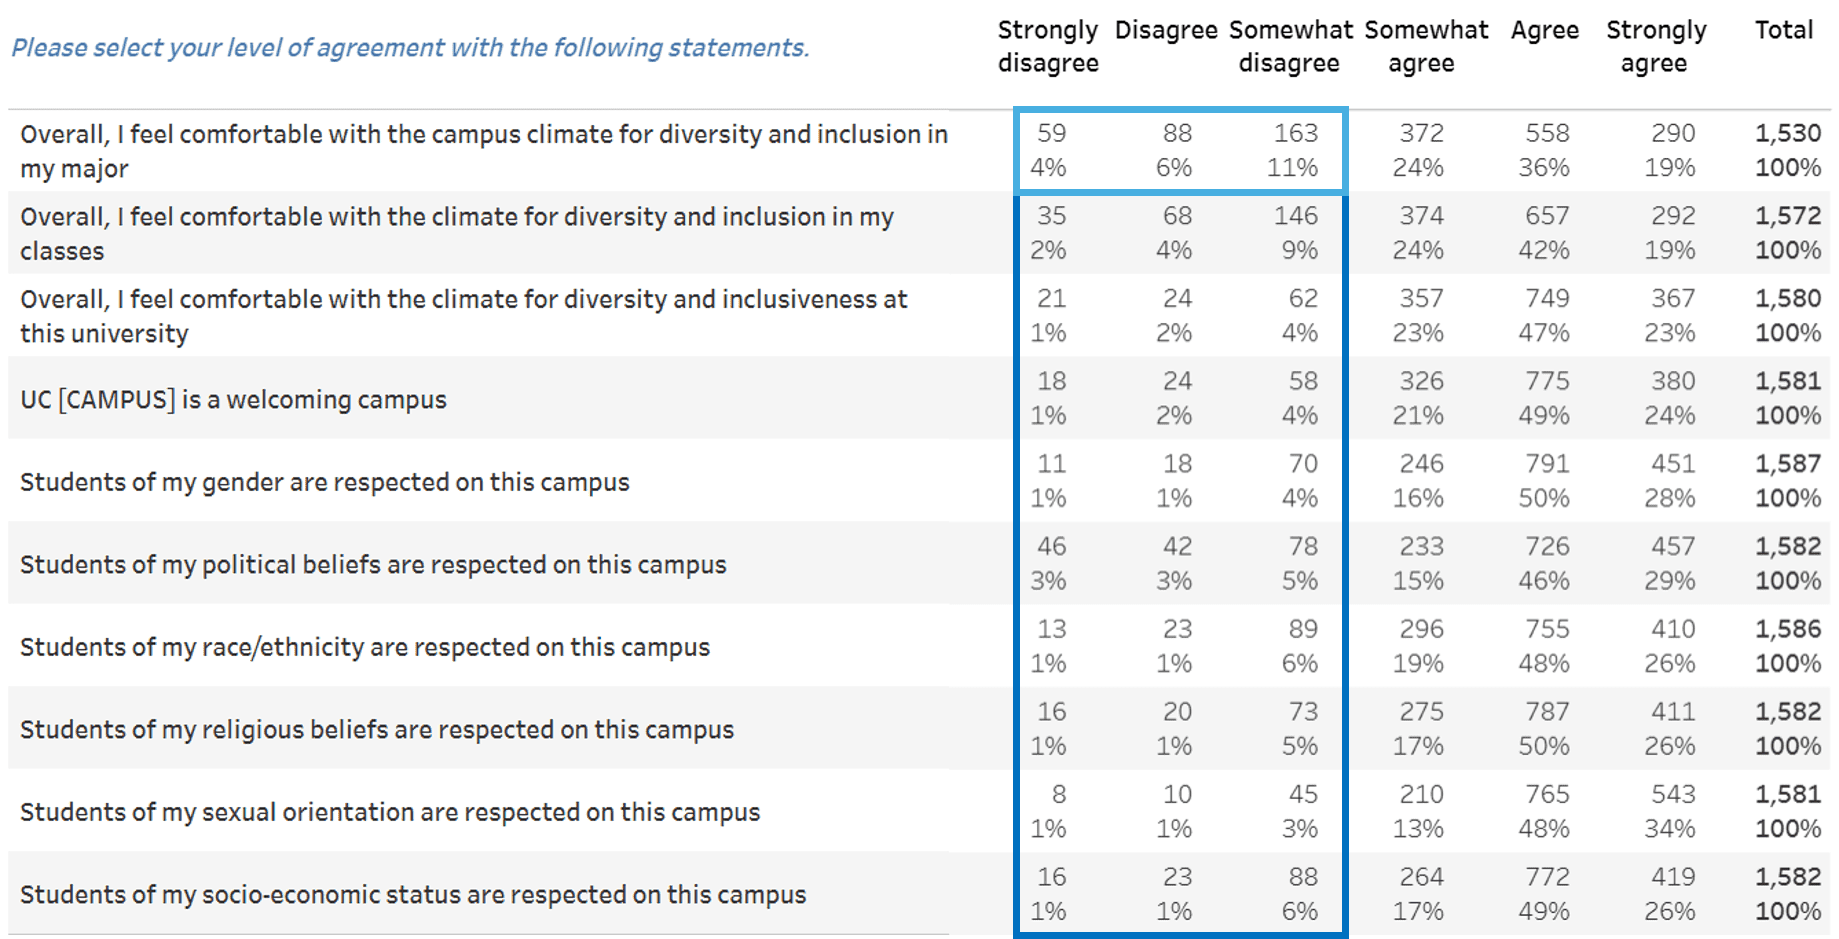 Please select your level of agreement with the following statements.
Strongly disagree Disagree Somewhat disagree Somewhat agree Agree Strongly agree Total
Overall, I feel comfortable with the campus climate for diversity and inclusion in 59 88 163 372 558 290 1,530
my major 4% 6% 11% 24% 36% 19% 100%
Overall, I feel comfortable with the climate for diversity and inclusion in my 35 68 146 374 657 292 1,572
classes 2% 4% 9% 24% 42% 19% 100%
Overall, I feel comfortable with the climate for diversity and inclusiveness at 21 24 62 357 749 367 1,580
this university 1% 2% 4% 23% 47% 23% 100%
UC [CAMPUS] is a welcoming campus 18 24 58 326 775 380 1,581
1% 2% 4% 21% 49% 24% 100%
Students of my gender are respected on this campus 11 18 70 246 791 451 1,587
1% 1% 4% 16% 50% 28% 100%
Students of my political beliefs are respected on this campus 46 42 78 233 726 457 1,582
3% 3% 5% 15% 46% 29% 100%
Students of my race/ethnicity are respected on this campus 13 23 89 296 755 410 1,586
1% 1% 6% 19% 48% 26% 100%
Students of my religious beliefs are respected on this campus 16 20 73 275 787 411 1,582
1% 1% 5% 17% 50% 26% 100%
Students of my sexual orientation are respected on this campus 8 10 45 210 765 543 1,581
1% 1% 3% 13% 48% 34% 100%
Students of my socio-economic status are respected on this campus 16 23 88 264 772 419 1,582
1% 1% 6% 17% 49% 26% 100%